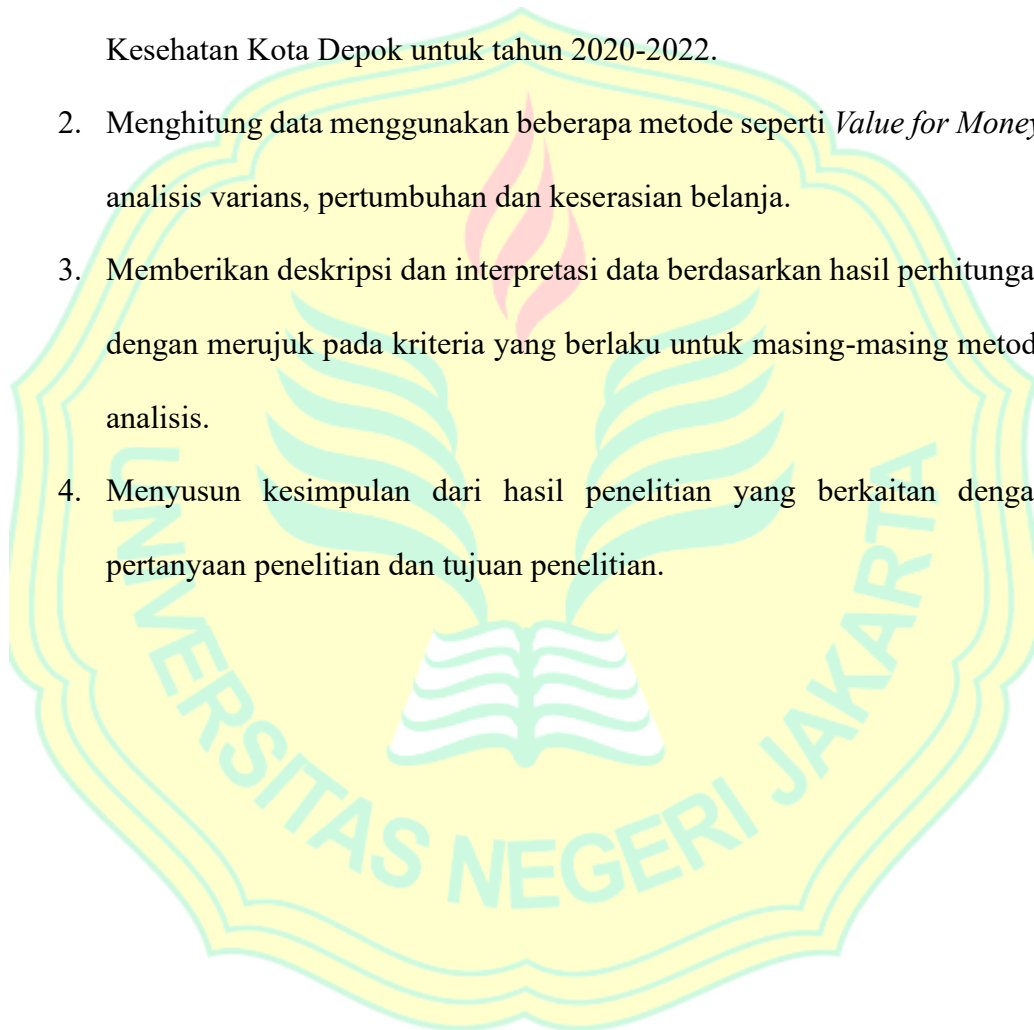 Kesehatan Kota Depok untuk tahun 2020-2022.
2. Menghitung data menggunakan beberapa metode seperti Value for Money
analisis varians, pertumbuhan dan keserasian belanja.
3. Memberikan deskripsi dan interpretasi data berdasarkan hasil perhitunga
dengan merujuk pada kriteria yang berlaku untuk masing-masing metod
analisis.
4. Menyusun kesimpulan dari hasil penelitian yang berkaitan denga
pertanyaan penelitian dan tujuan penelitian.
UNIVERSITAS NEGERI JAKARTA